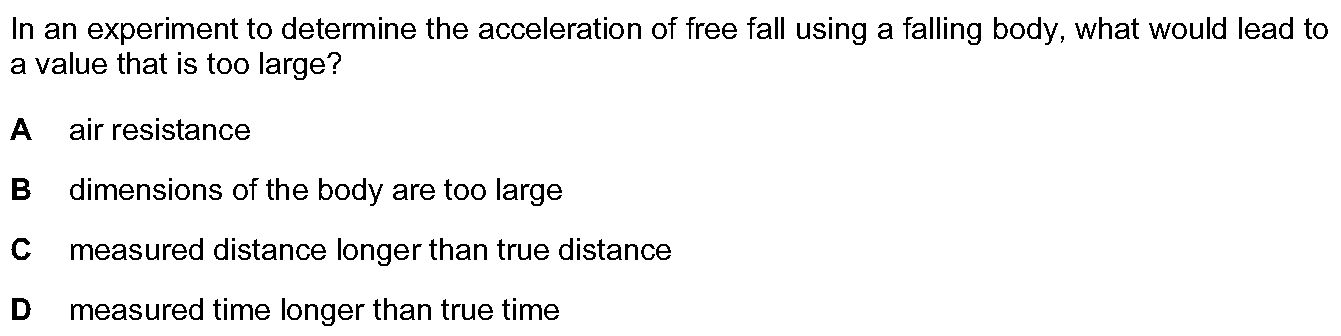 In an experiment to determine the acceleration of free fall using a falling body, what would lead to
a value that is too large?
A air resistance
B dimensions of the body are too large
C measured distance longer than true distance
D measured time longer than true time